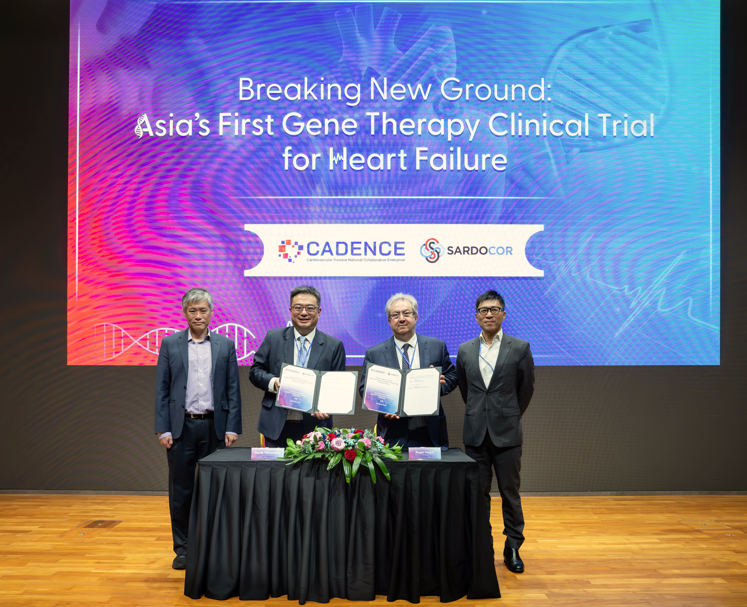 Breaking New Ground:
Asia's First Gene Therapy Clinical Trial
for Heart Failure
CADENCE
Cardiovascular Disease National Collaborative Enterprise
SARDOCOR